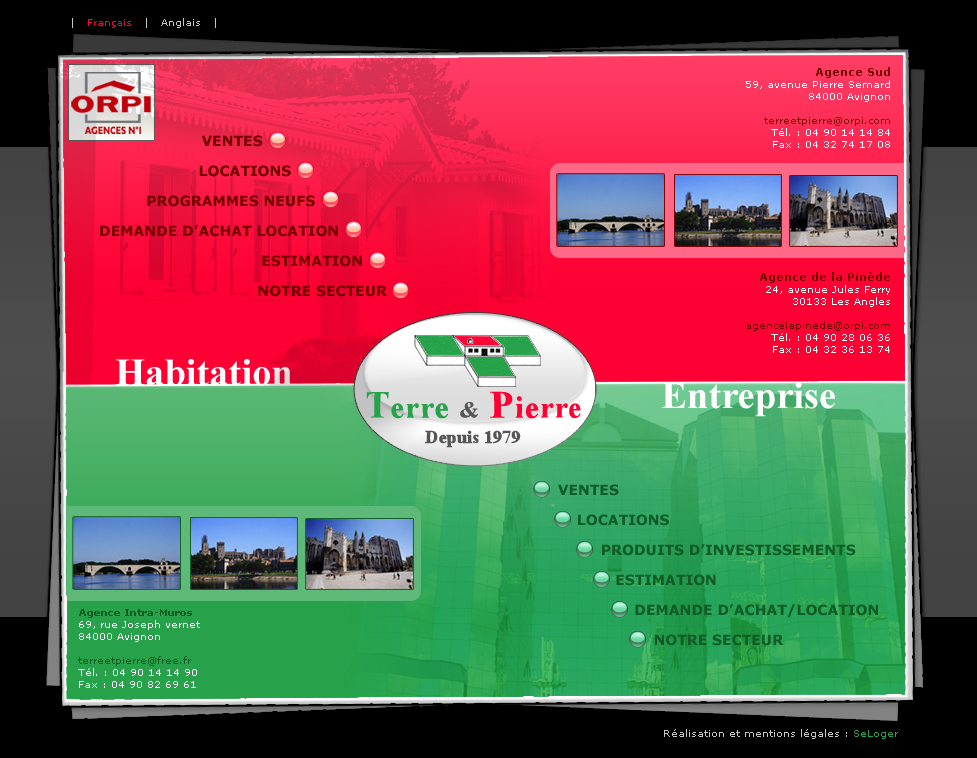 | Français | Anglais |
ORPI
AGENCES N°1
VENTES
LOCATIONS
PROGRAMMES NEUFS
DEMANDE D'ACHAT LOCATION
ESTIMATION
NOTRE SECTEUR
Habitation
Agence Sud
59, avenue Pierre Semard
84000 Avignon
terreetpierre@orpi.com
Tél. : 04 90 14 14 84
Fax : 04 32 74 17 08
Agence de la Pinède
24, avenue Jules Ferry
30133 Les Angles
agencelapinede@orpi.com
Tél. : 04 90 28 06 36
Fax : 04 32 36 13 74
Terre & Pierre
Depuis 1979
Entreprise
VENTES
LOCATIONS
PRODUITS D'INVESTISSEMENTS
ESTIMATION
DEMANDE D'ACHAT/LOCATION
NOTRE SECTEUR
Agence Intra-Muros
69, rue Joseph vernet
84000 Avignon
terreetpierre@free.fr
Tél. : 04 90 14 14 90
Fax : 04 90 82 69 61
Réalisation et mentions légales : SeLoger